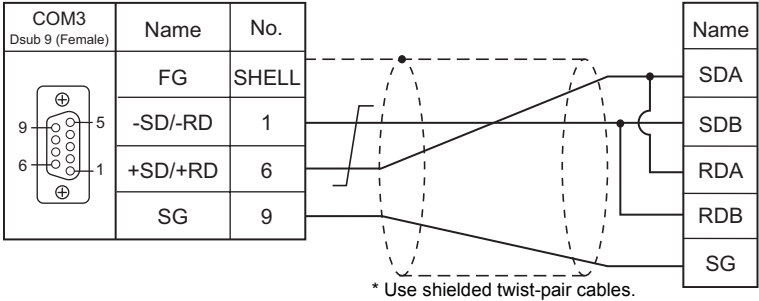 COM3
Dsub 9 (Female)
Name
No.
FG
SHELL
-SD/-RD
1
+SD/+RD
6
SG
9
9
5
6
1
Name
SDA
SDB
RDA
RDB
SG
* Use shielded twist-pair cables.